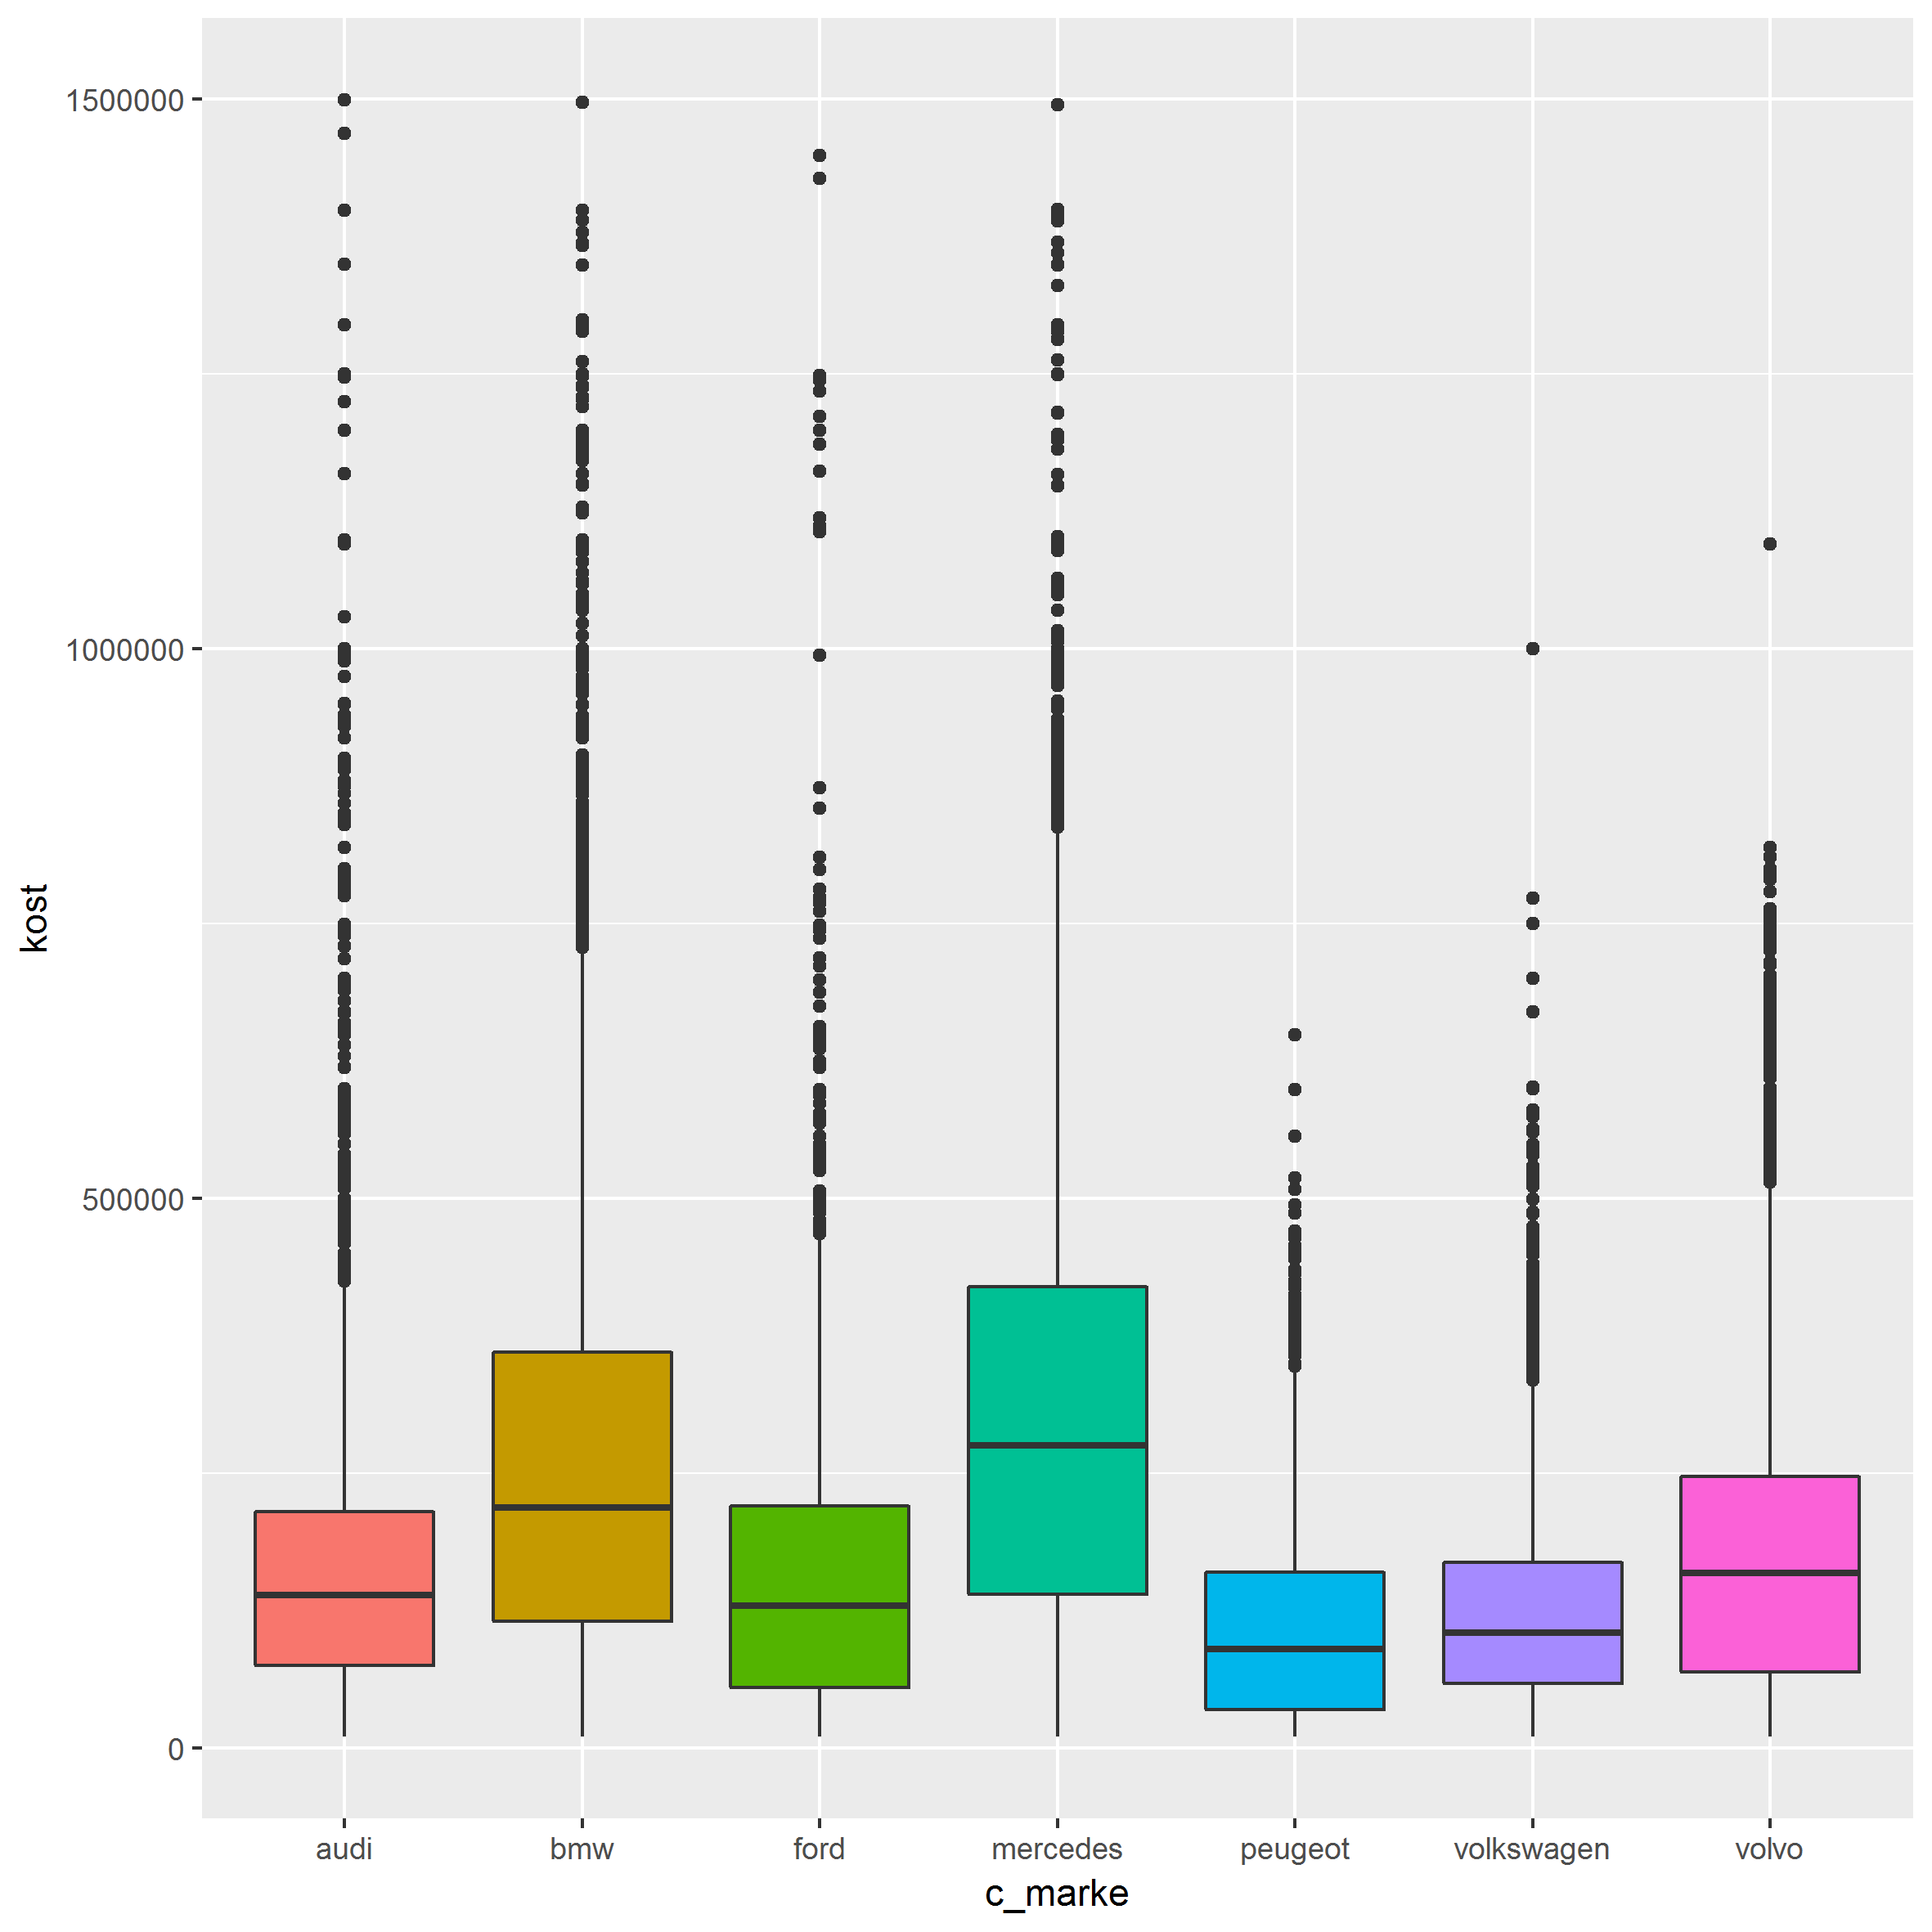 1500000
1000000
500000
0
kost
audi bmw ford mercedes peugeot volkswagen volvo
c_marke